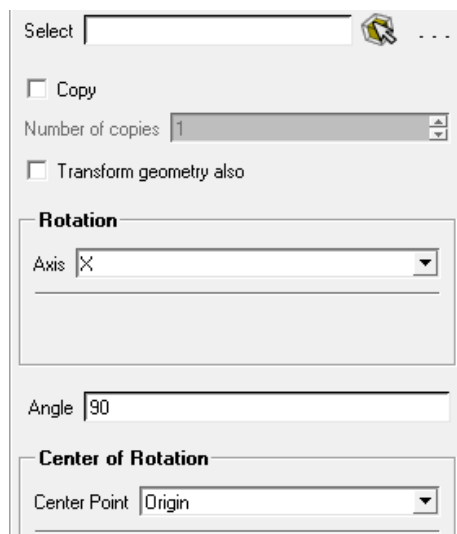 Select ...
Copy
Number of copies 1
Transform geometry also
Rotation
Axis X
Angle 90
Center of Rotation
Center Point Origin